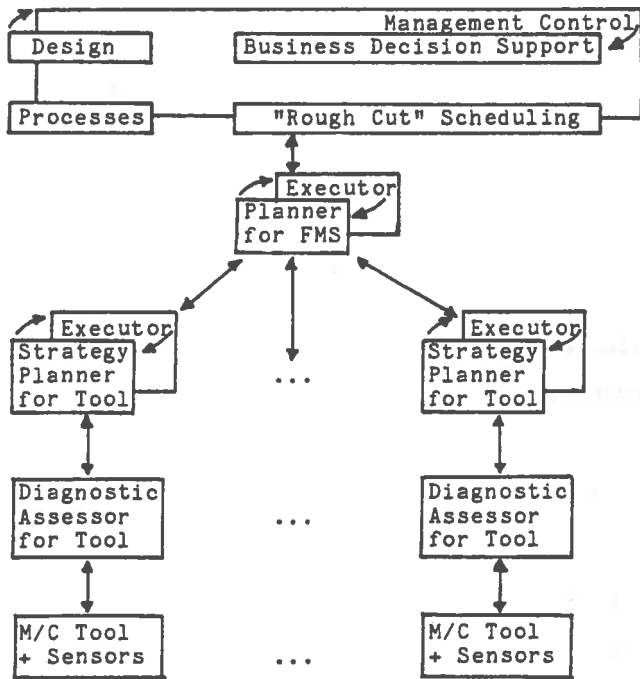 Management Control
Design
Business Decision Support
Processes
"Rough Cut" Scheduling
Executor
Planner
for FMS
Executor
Strategy
Planner
for Tool
...
Executor
Strategy
Planner
for Tool
Diagnostic
Assessor
for Tool
...
Diagnostic
Assessor
for Tool
M/C Tool
+ Sensors
...
M/C Tool
+ Sensors